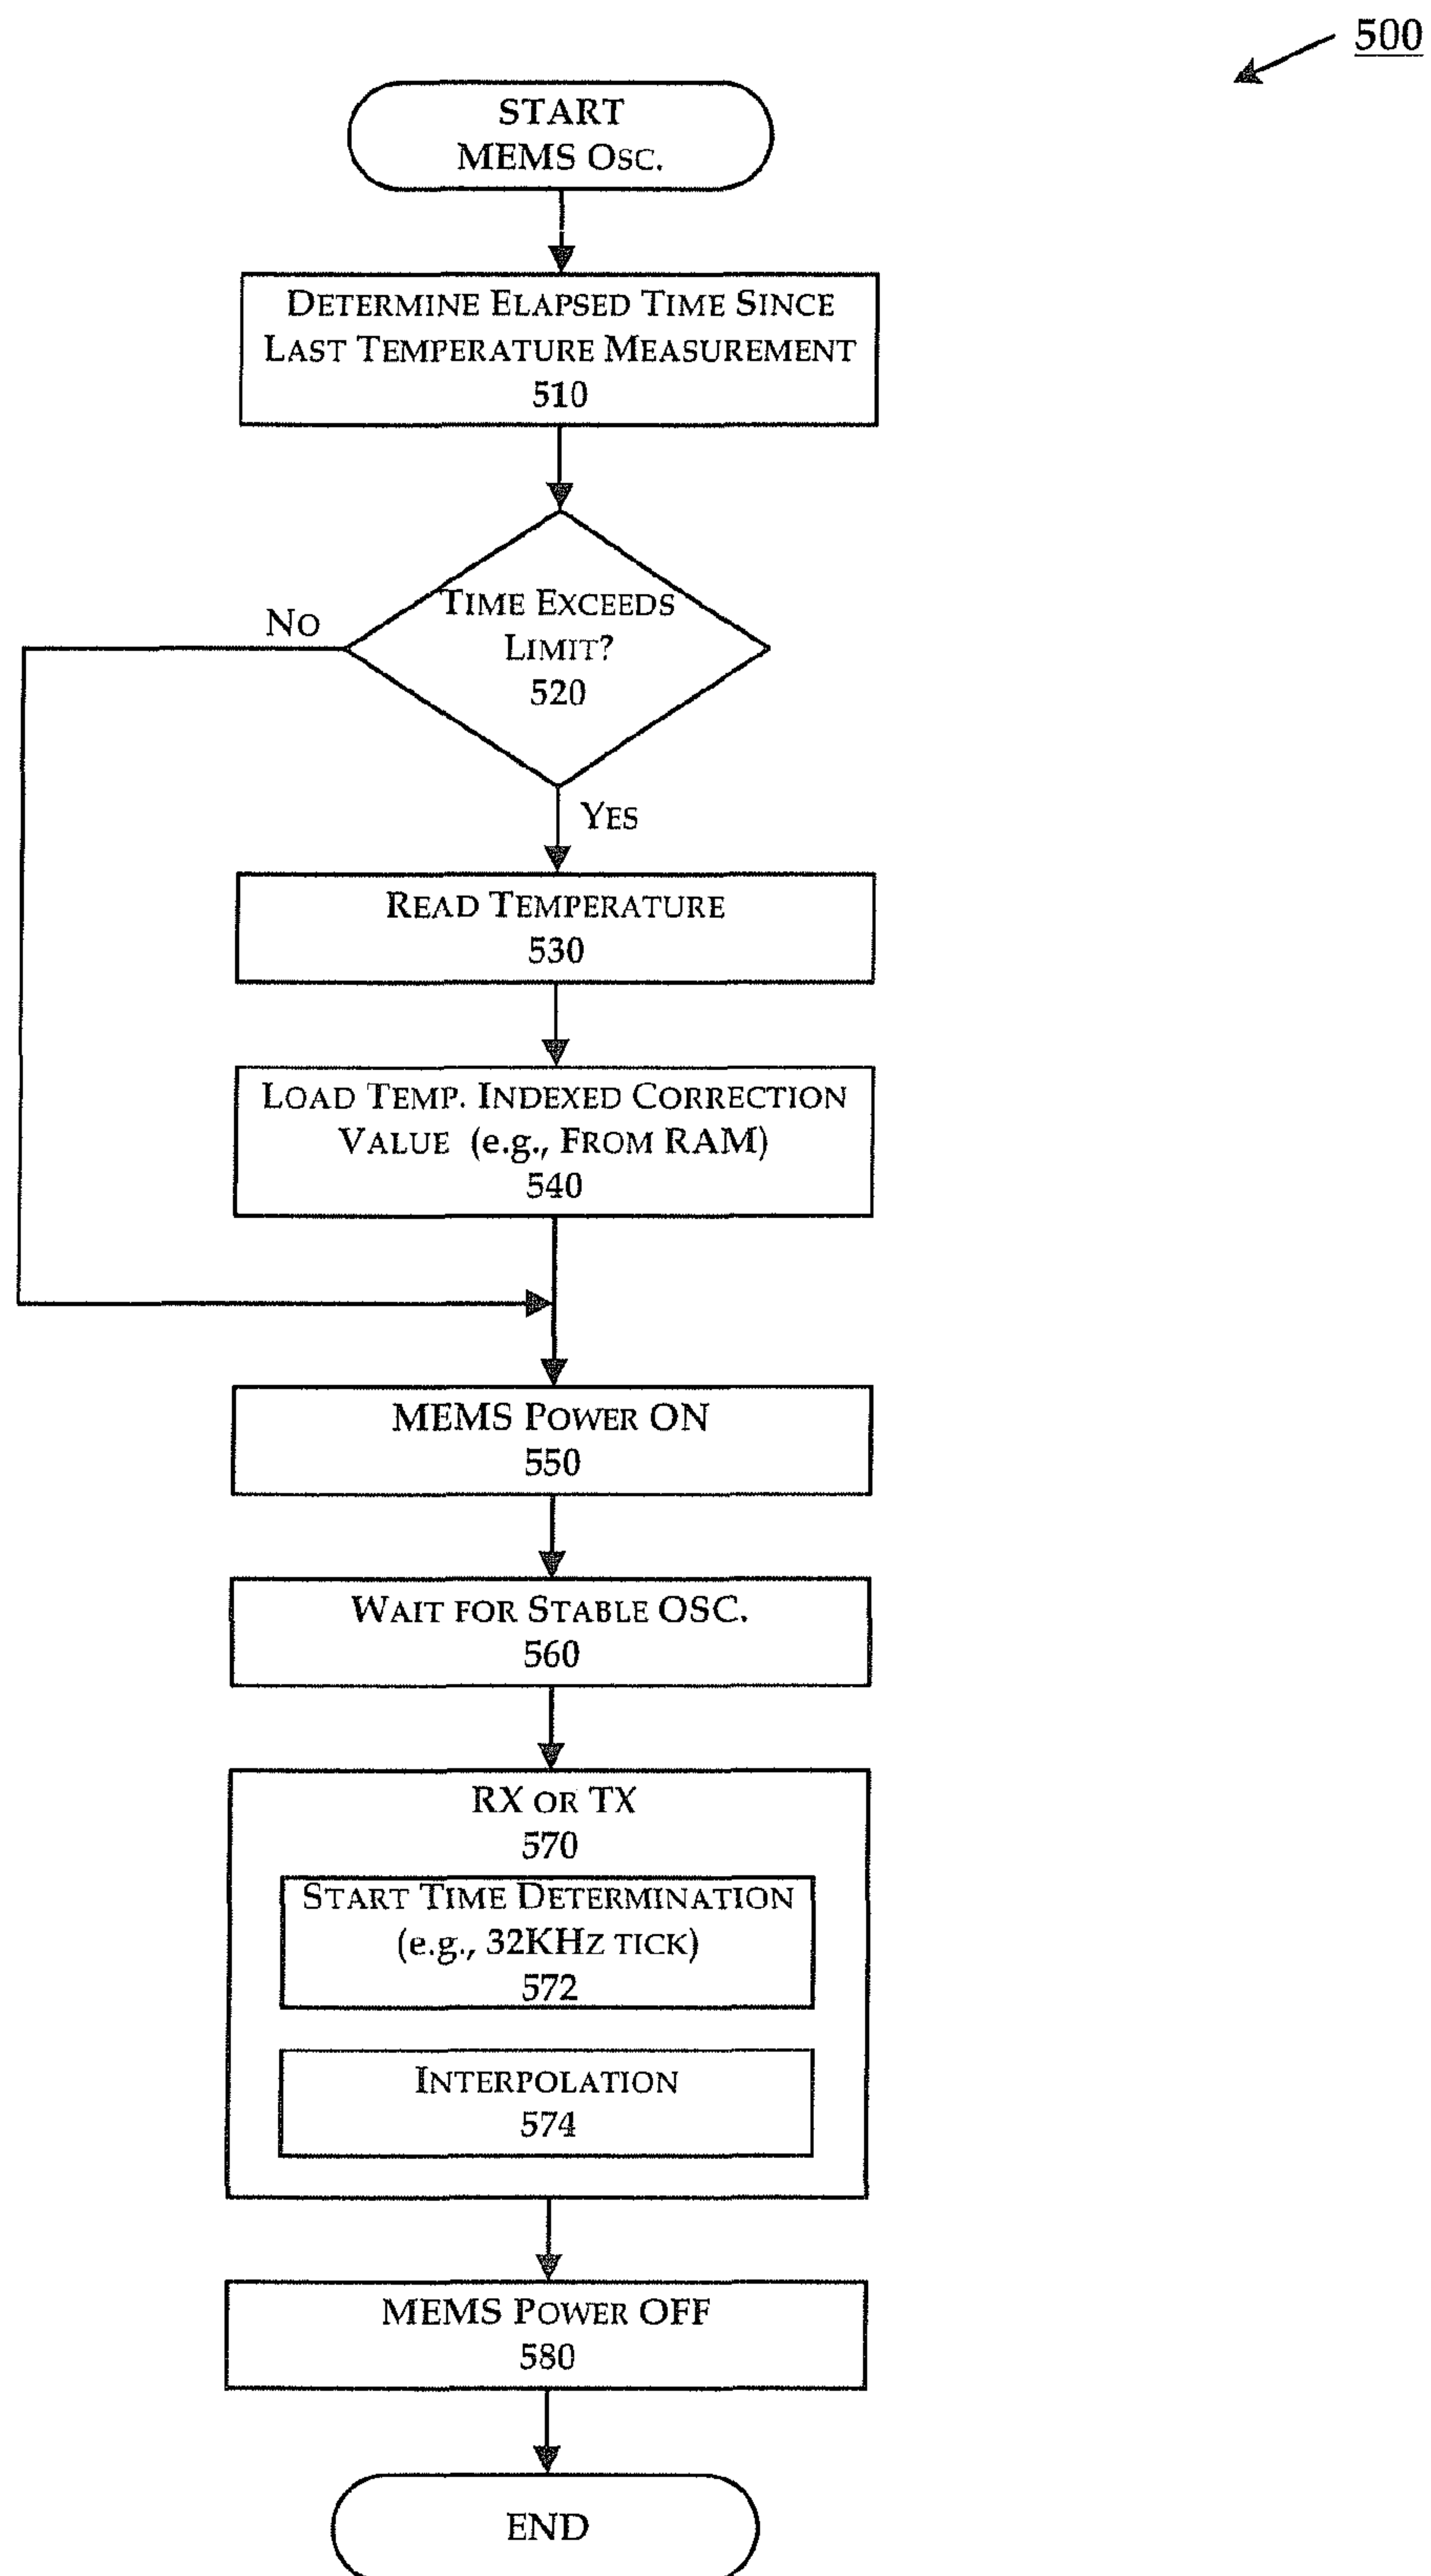 500
START
MEMS OSC.
DETERMINE ELAPSED TIME SINCE
LAST TEMPERATURE MEASUREMENT
510
TIME EXCEEDS
LIMIT?
520
NO
YES
READ TEMPERATURE
530
LOAD TEMP. INDEXED CORRECTION
VALUE (e.g., FROM RAM)
540
MEMS POWER ON
550
WAIT FOR STABLE OSC.
560
RX OR TX
570
START TIME DETERMINATION
(e.g., 32KHZ TICK)
572
INTERPOLATION
574
MEMS POWER OFF
580
END